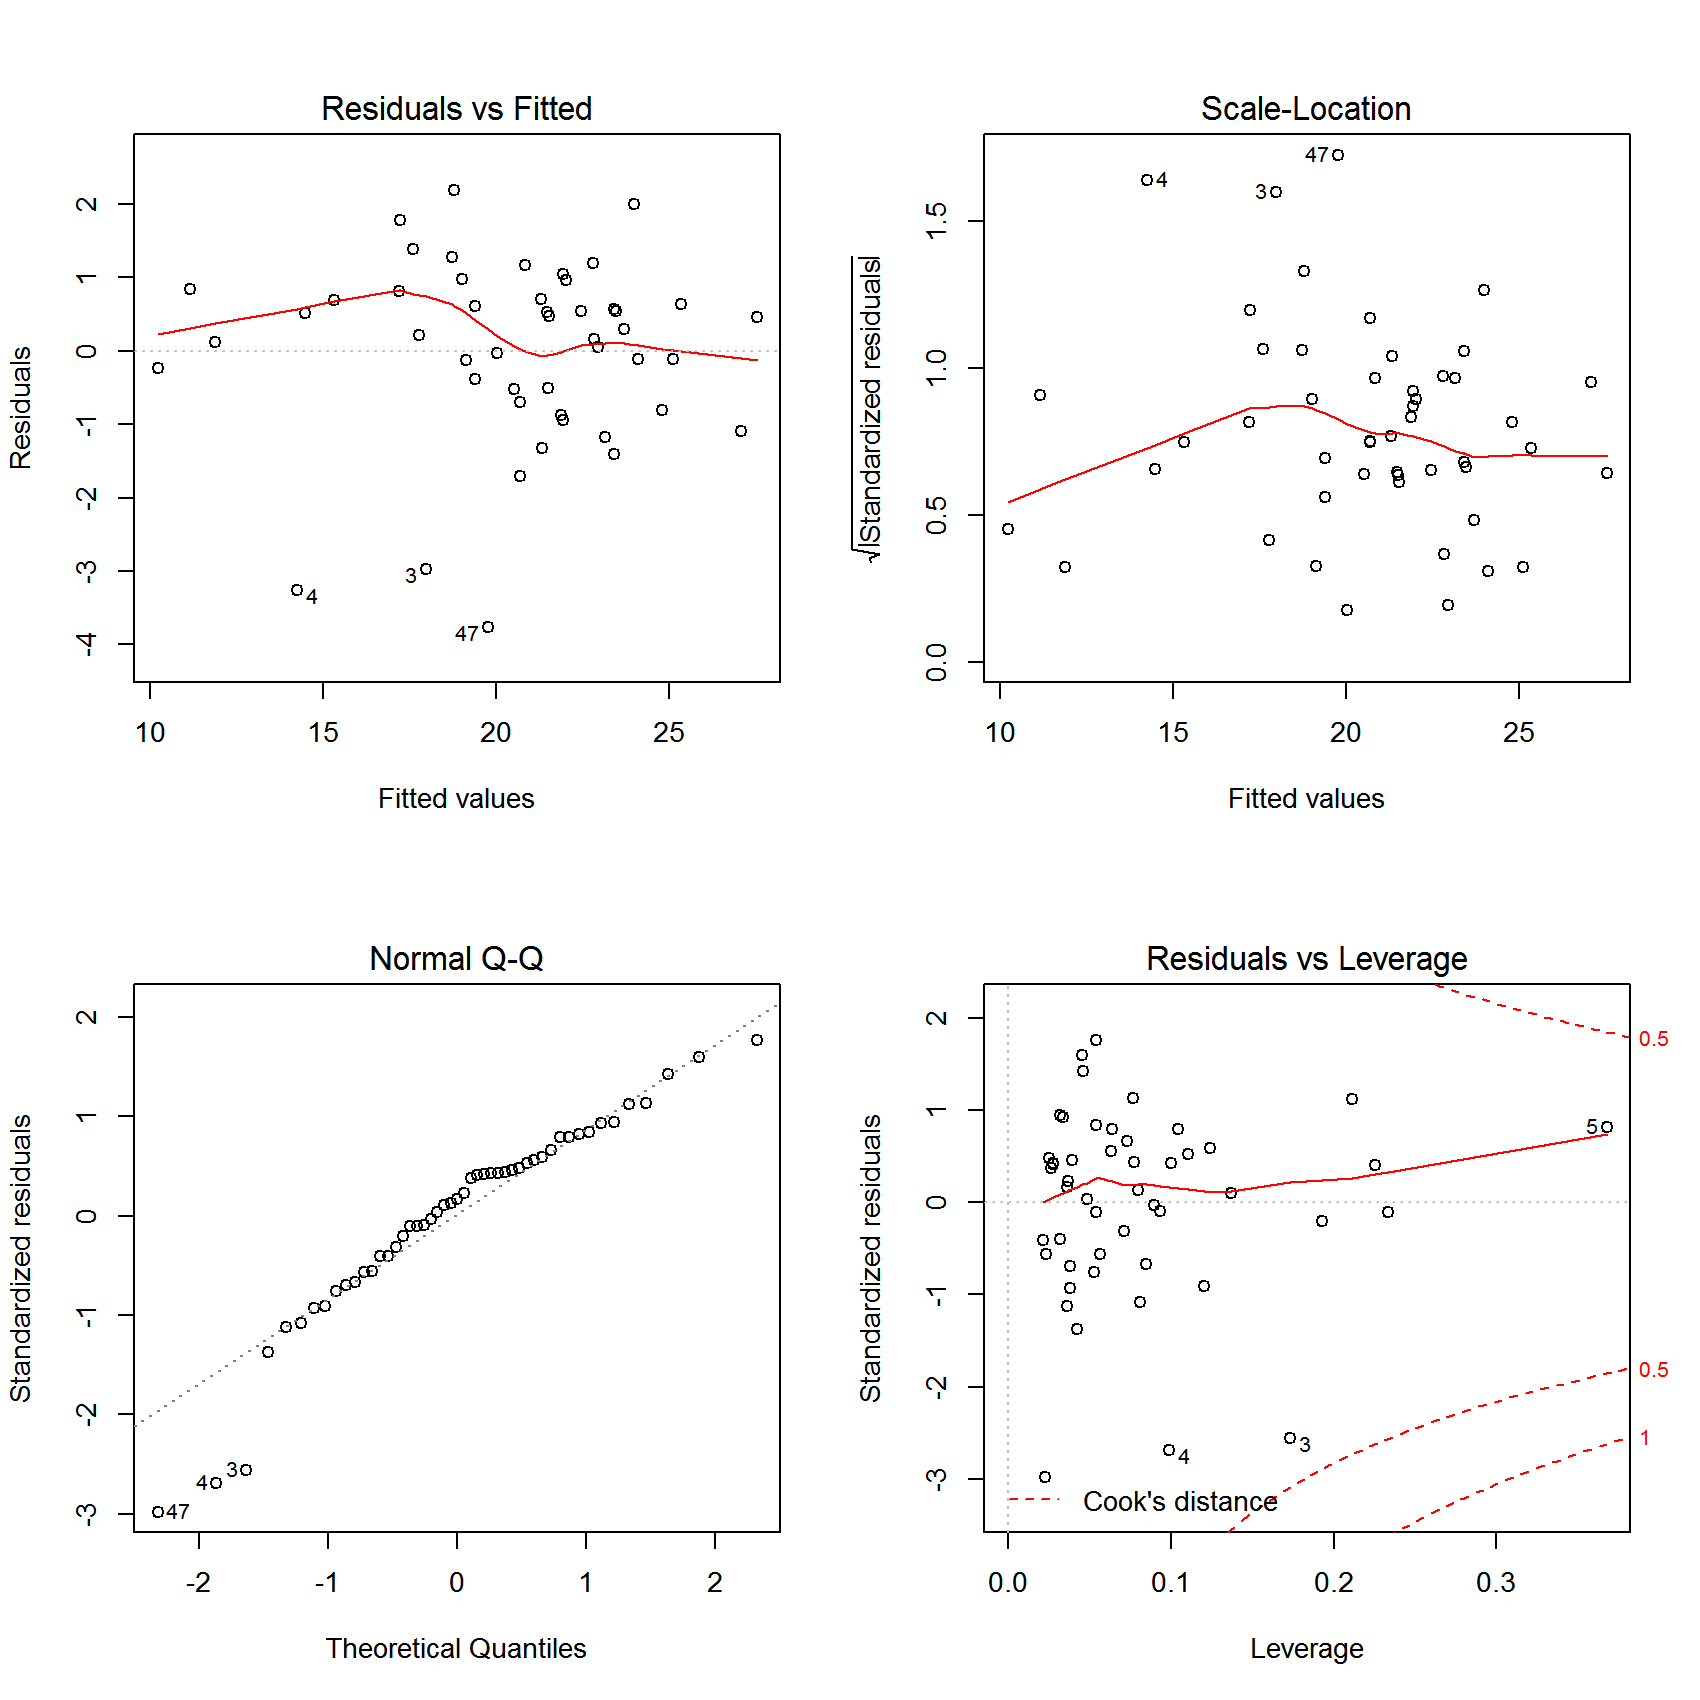 Residuals vs Fitted
Residuals
2
1
0
-1
-2
-3
-4
3
4
47
10 15 20 25
Fitted values
Scale-Location
√|Standardized residuals|
1.5
1.0
0.5
0.0
47
4
3
10 15 20 25
Fitted values
Normal Q-Q
Standardized residuals
2
1
0
-1
-2
-3
3
4
47
-2 -1 0 1 2
Theoretical Quantiles
Residuals vs Leverage
Standardized residuals
2
1
0
-1
-2
-3
0.5
5
0.5
1
3
4
Cook's distance
0.0 0.1 0.2 0.3
Leverage